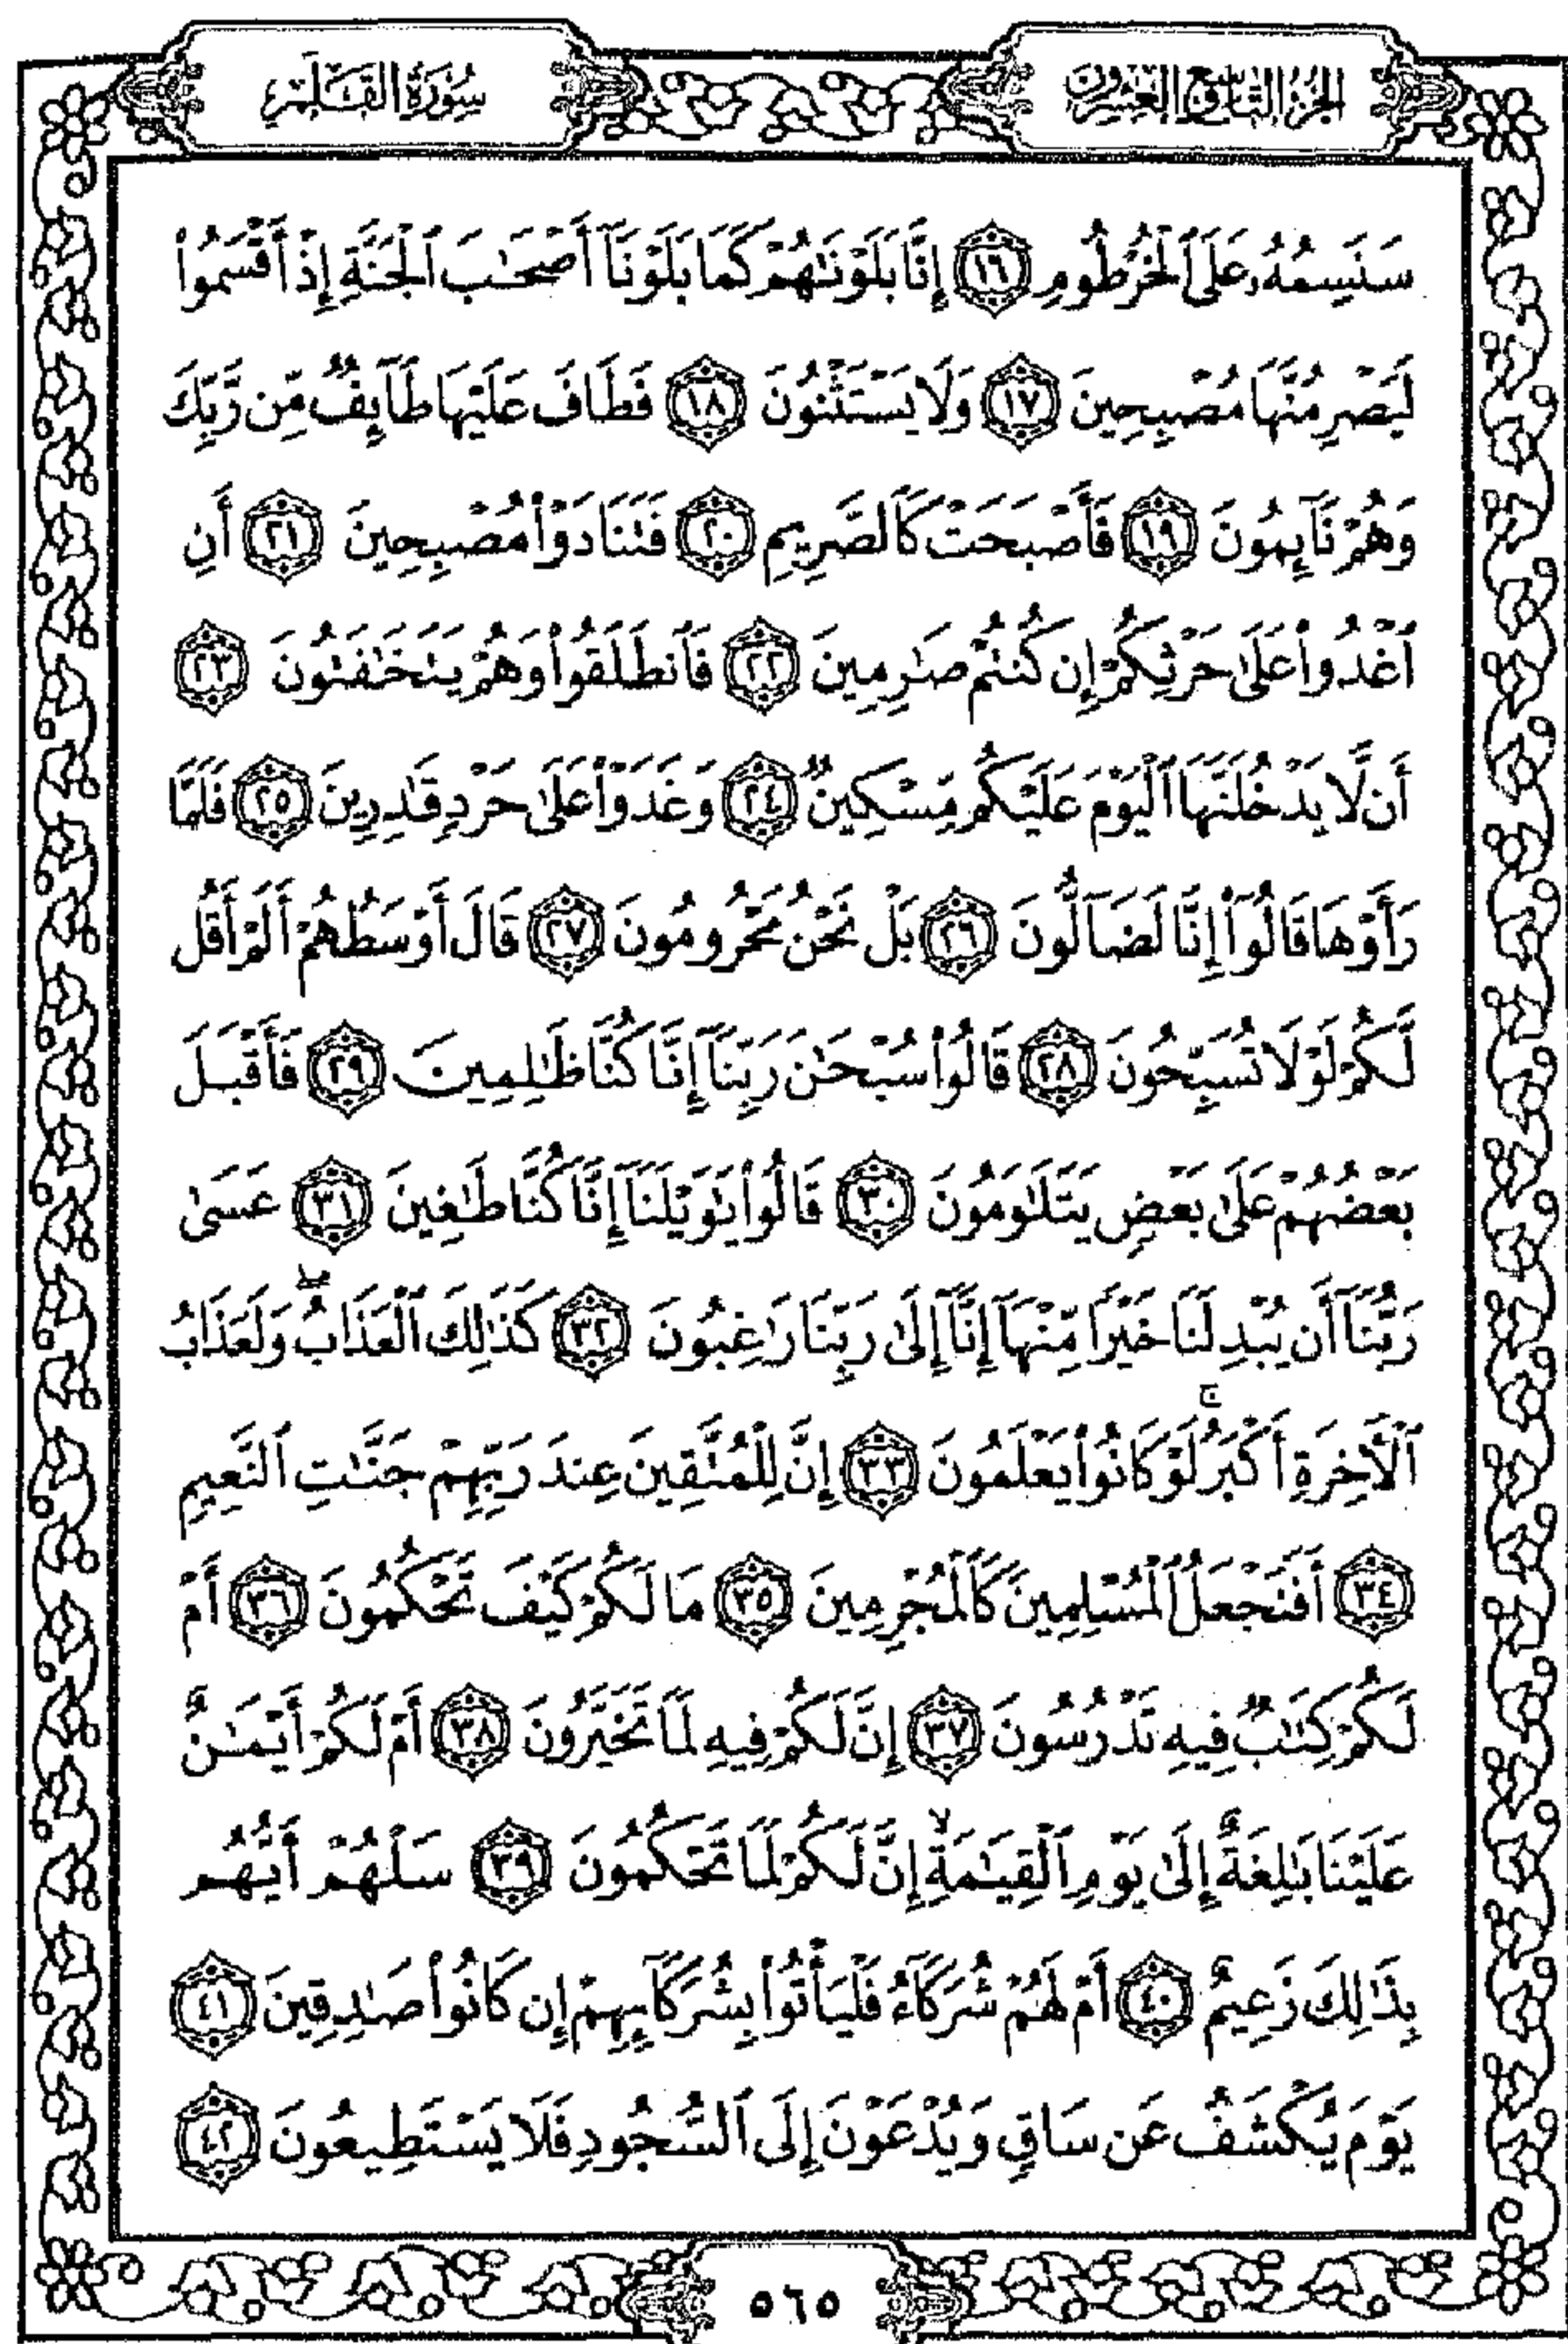 الجزء التاسع والعشرون
سورة القلم
سَنَسِمُهُۥ عَلَى ٱلْخُرْطُومِ ١٦ إِنَّا بَلَوْنَٰهُمْ كَمَا بَلَوْنَآ أَصْحَٰبَ ٱلْجَنَّةِ إِذْ أَقْسَمُوا۟
لَيَصْرِمُنَّهَا مُصْبِحِينَ ١٧ وَلَا يَسْتَثْنُونَ ١٨ فَطَافَ عَلَيْهَا طَآئِفٌ مِّن رَّبِّكَ
وَهُمْ نَآئِمُونَ ١٩ فَأَصْبَحَتْ كَٱلصَّرِيمِ ٢٠ فَتَنَادَوْا۟ مُصْبِحِينَ ٢١ أَنِ
ٱغْدُوا۟ عَلَىٰ حَرْثِكُمْ إِن كُنتُمْ صَٰرِمِينَ ٢٢ فَٱنطَلَقُوا۟ وَهُمْ يَتَخَٰفَتُونَ ٢٣
أَن لَّا يَدْخُلَنَّهَا ٱلْيَوْمَ عَلَيْكُم مِّسْكِينٌ ٢٤ وَغَدَوْا۟ عَلَىٰ حَرْدٍ قَٰدِرِينَ ٢٥ فَلَمَّا
رَأَوْهَا قَالُوٓا۟ إِنَّا لَضَآلُّونَ ٢٦ بَلْ نَحْنُ مَحْرُومُونَ ٢٧ قَالَ أَوْسَطُهُمْ أَلَمْ أَقُل
لَّكُمْ لَوْلَا تُسَبِّحُونَ ٢٨ قَالُوا۟ سُبْحَٰنَ رَبِّنَآ إِنَّا كُنَّا ظَٰلِمِينَ ٢٩ فَأَقْبَلَ
بَعْضُهُمْ عَلَىٰ بَعْضٍ يَتَلَٰوَمُونَ ٣٠ قَالُوا۟ يَٰوَيْلَنَآ إِنَّا كُنَّا طَٰغِينَ ٣١ عَسَىٰ
رَبُّنَآ أَن يُبْدِلَنَا خَيْرًا مِّنْهَآ إِنَّآ إِلَىٰ رَبِّنَا رَٰغِبُونَ ٣٢ كَذَٰلِكَ ٱلْعَذَابُ ۖ وَلَعَذَابُ
ٱلْءَاخِرَةِ أَكْبَرُ ۚ لَوْ كَانُوا۟ يَعْلَمُونَ ٣٣ إِنَّ لِلْمُتَّقِينَ عِندَ رَبِّهِمْ جَنَّٰتِ ٱلنَّعِيمِ
٣٤ أَفَنَجْعَلُ ٱلْمُسْلِمِينَ كَٱلْمُجْرِمِينَ ٣٥ مَا لَكُمْ كَيْفَ تَحْكُمُونَ ٣٦ أَمْ
لَكُمْ كِتَٰبٌ فِيهِ تَدْرُسُونَ ٣٧ إِنَّ لَكُمْ فِيهِ لَمَا تَخَيَّرُونَ ٣٨ أَمْ لَكُمْ أَيْمَٰنٌ
عَلَيْنَا بَٰلِغَةٌ إِلَىٰ يَوْمِ ٱلْقِيَٰمَةِ ۙ إِنَّ لَكُمْ لَمَا تَحْكُمُونَ ٣٩ سَلْهُمْ أَيُّهُم
بِذَٰلِكَ زَعِيمٌ ٤٠ أَمْ لَهُمْ شُرَكَآءُ فَلْيَأْتُوا۟ بِشُرَكَآئِهِمْ إِن كَانُوا۟ صَٰدِقِينَ ٤١
يَوْمَ يُكْشَفُ عَن سَاقٍ وَيُدْعَوْنَ إِلَى ٱلسُّجُودِ فَلَا يَسْتَطِيعُونَ ٤٢
٥٦٥